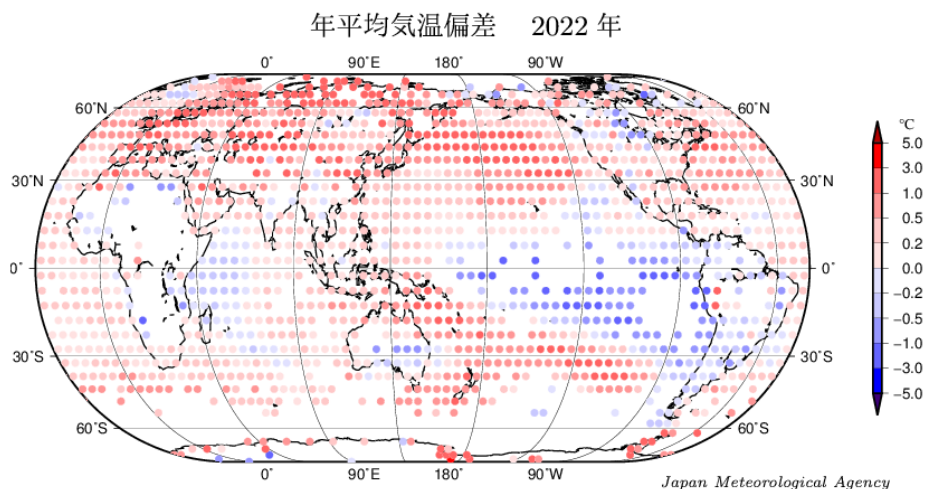 年平均気温偏差 2022 年
0° 90°E 180° 90°W
60°N
30°N
0°
30°S
60°S
0°
0° 90°E 180° 90°W
60°N
30°N
30°S
60°S
℃
5.0
3.0
1.0
0.5
0.2
0.0
−0.2
−0.5
−1.0
−3.0
−5.0
Japan Meteorological Agency